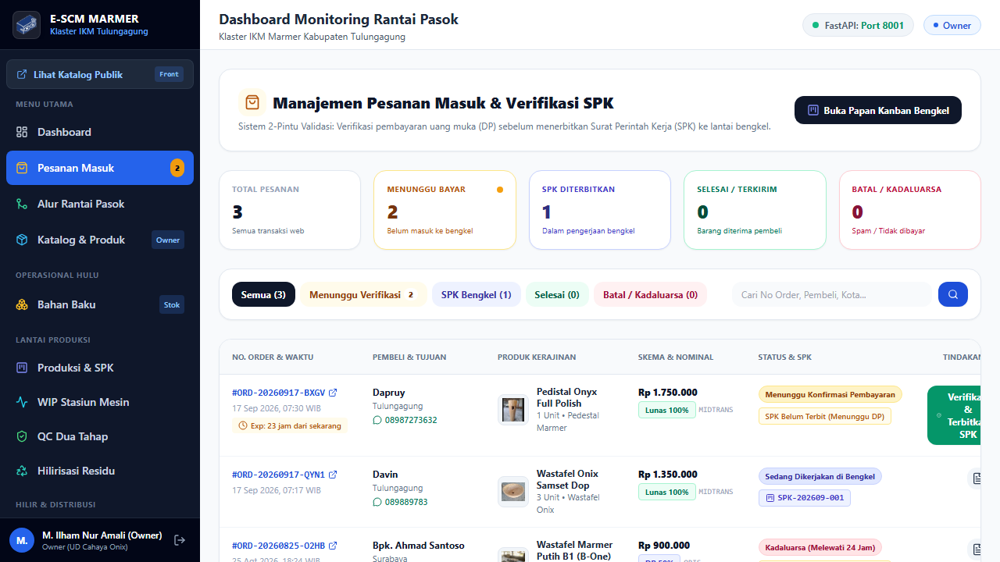 E-SCM MARMER
Klaster IKM Tulungagung
Lihat Katalog Publik
Front
MENU UTAMA
Dashboard
Pesanan Masuk
2
Alur Rantai Pasok
Katalog & Produk
Owner
OPERASIONAL HULU
Bahan Baku
Stok
LANTAI PRODUKSI
Produksi & SPK
WIP Stasiun Mesin
QC Dua Tahap
Hilirisasi Residu
HILIR & DISTRIBUSI
M.
M. Ilham Nur Amali (Owner)
Owner (UD Cahaya Onix)
Dashboard Monitoring Rantai Pasok
Klaster IKM Marmer Kabupaten Tulungagung
FastAPI: Port 8001
Owner
Manajemen Pesanan Masuk & Verifikasi SPK
Sistem 2-Pintu Validasi: Verifikasi pembayaran uang muka (DP) sebelum menerbitkan Surat Perintah Kerja (SPK) ke lantai bengkel.
Buka Papan Kanban Bengkel
TOTAL PESANAN
3
Semua transaksi web
MENUNGGU BAYAR
2
Belum masuk ke bengkel
SPK DITERBITKAN
1
Dalam pengerjaan bengkel
SELESAI / TERKIRIM
0
Barang diterima pembeli
BATAL / KADALUARSA
0
Spam / Tidak dibayar
Semua (3)
Menunggu Verifikasi 2
SPK Bengkel (1)
Selesai (0)
Batal / Kadaluarsa (0)
Cari No Order, Pembeli, Kota...
NO. ORDER & WAKTU
PEMBELI & TUJUAN
PRODUK KERAJINAN
SKEMA & NOMINAL
STATUS & SPK
TINDAKAN
#ORD-20260917-BXGV
17 Sep 2026, 07:30 WIB
Exp: 23 jam dari sekarang
Dapruy
Tulungagung
08987273632
Pedistal Onyx
Full Polish
1 Unit • Pedestal
Marmer
Rp 1.750.000
Lunas 100% MIDTRANS
Menunggu Konfirmasi Pembayaran
SPK Belum Terbit (Menunggu DP)
Verifika
&
Terbitka
SPK
#ORD-20260917-QYN1
17 Sep 2026, 07:17 WIB
Davin
Tulungagung
089889783
Wastafel Onix
Samset Dop
3 Unit • Wastafel
Onix
Rp 1.350.000
Lunas 100% MIDTRANS
Sedang Dikerjakan di Bengkel
SPK-202609-001
#ORD-20260825-O2HB
25 Agt 2026, 18:24 WIB
Bpk. Ahmad Santoso
Surabaya
Wastafel Marmer
Putih B1 (B-One)
Rp 900.000
Kadaluarsa (Melewati 24 Jam)